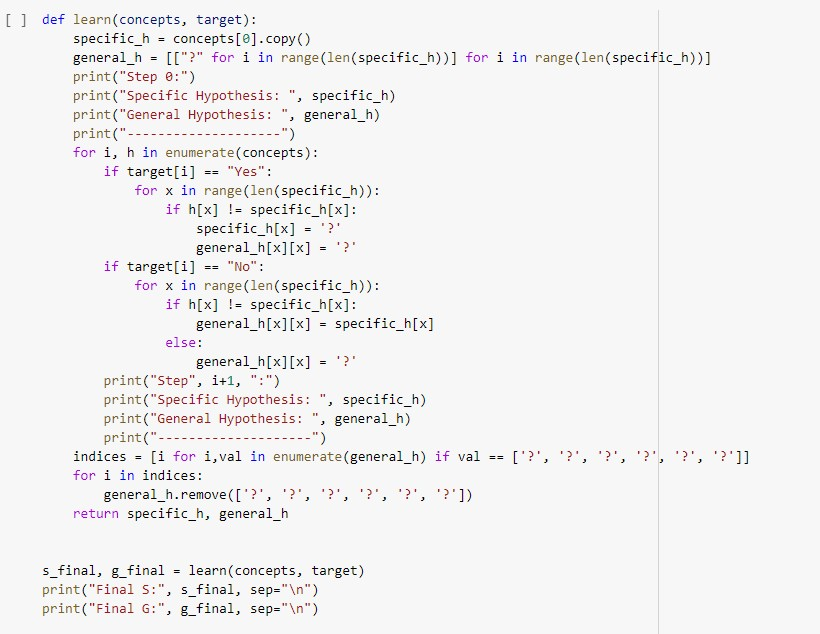 [ ] def learn(concepts, target):
    specific_h = concepts[0].copy()
    general_h = [["?" for i in range(len(specific_h))] for i in range(len(specific_h))]
    print("Step 0:")
    print("Specific Hypothesis: ", specific_h)
    print("General Hypothesis: ", general_h)
    print("--------------------")
    for i, h in enumerate(concepts):
        if target[i] == "Yes":
            for x in range(len(specific_h)):
                if h[x] != specific_h[x]:
                    specific_h[x] = '?'
                    general_h[x][x] = '?'
        if target[i] == "No":
            for x in range(len(specific_h)):
                if h[x] != specific_h[x]:
                    general_h[x][x] = specific_h[x]
                else:
                    general_h[x][x] = '?'
        print("Step", i+1, ":")
        print("Specific Hypothesis: ", specific_h)
        print("General Hypothesis: ", general_h)
        print("--------------------")
    indices = [i for i,val in enumerate(general_h) if val == ['?', '?', '?', '?', '?', '?']]
    for i in indices:
        general_h.remove(['?', '?', '?', '?', '?', '?'])
    return specific_h, general_h
s_final, g_final = learn(concepts, target)
print("Final S:", s_final, sep="\n")
print("Final G:", g_final, sep="\n")